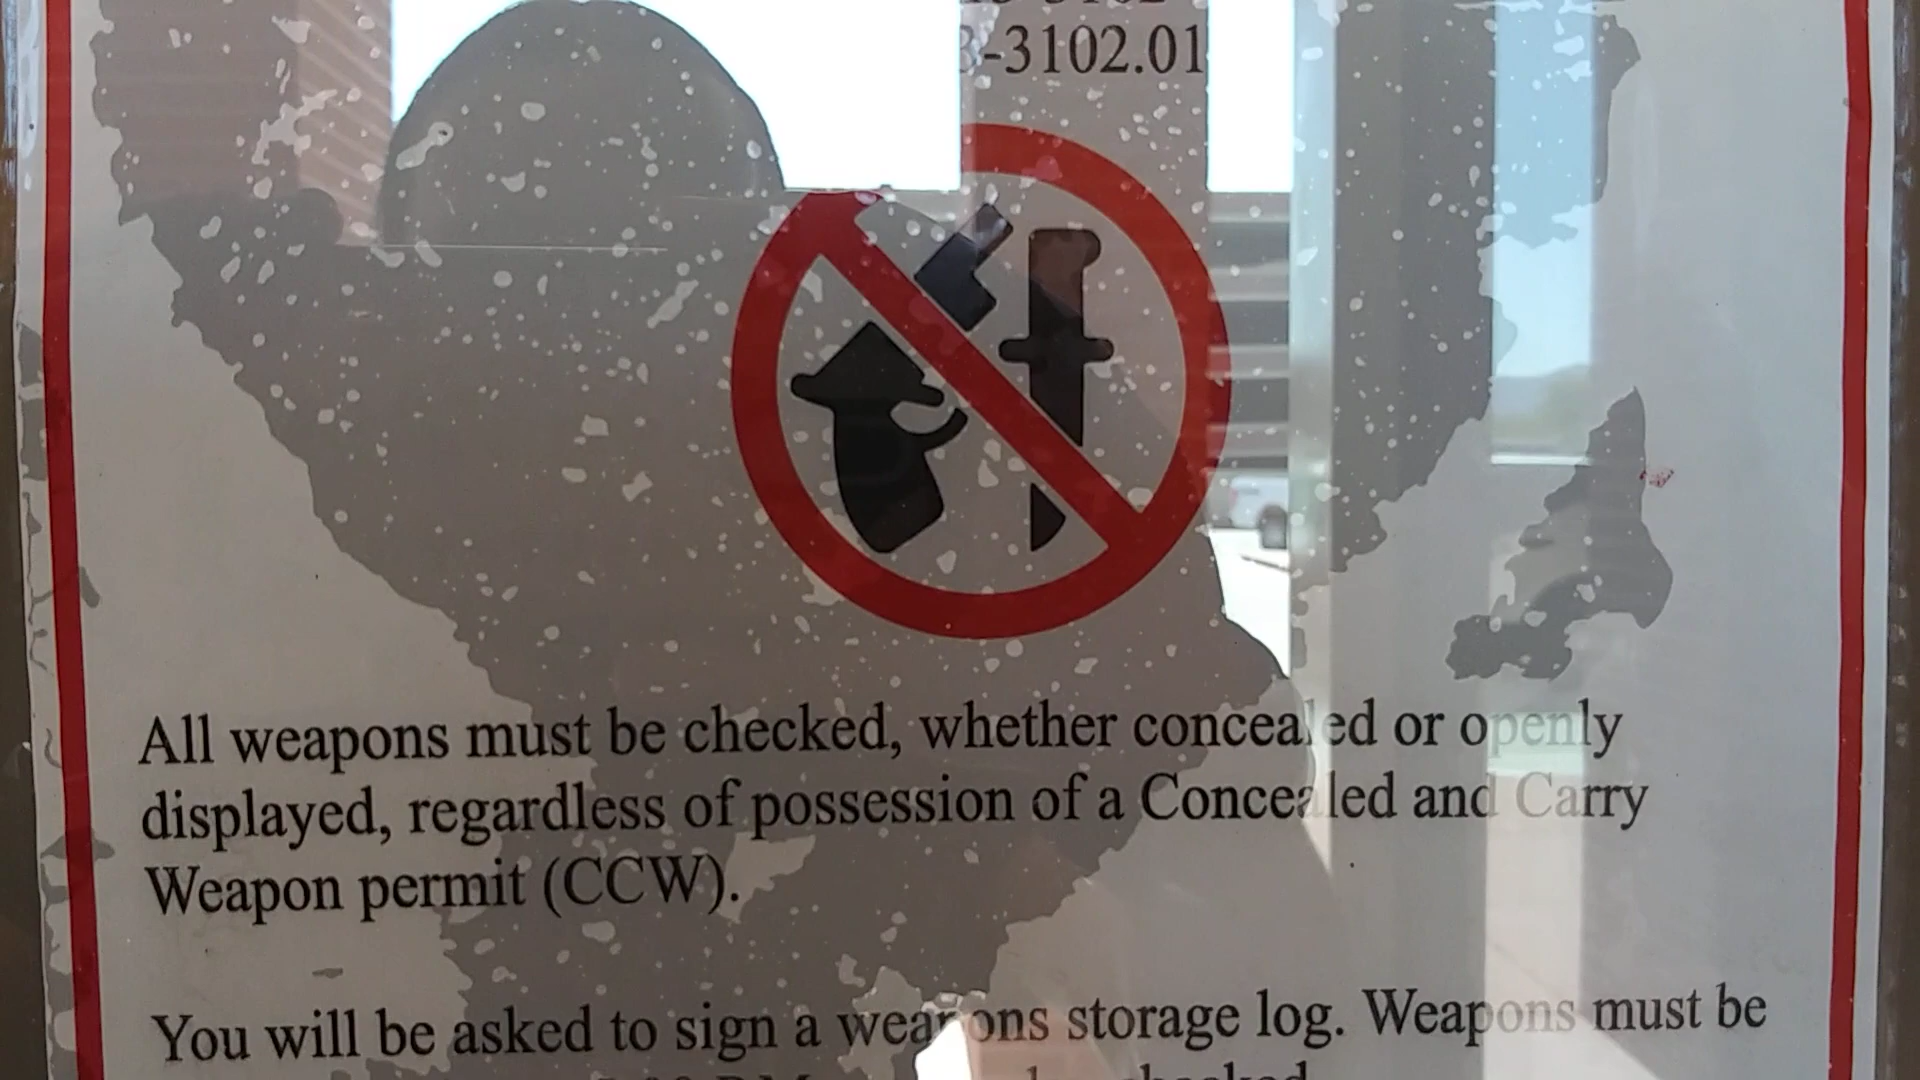 -3102.01
All weapons must be checked, whether concealed or openly
displayed, regardless of possession of a Concealed and Carry
Weapon permit (CCW).
You will be asked to sign a weapons storage log. Weapons must be
checked